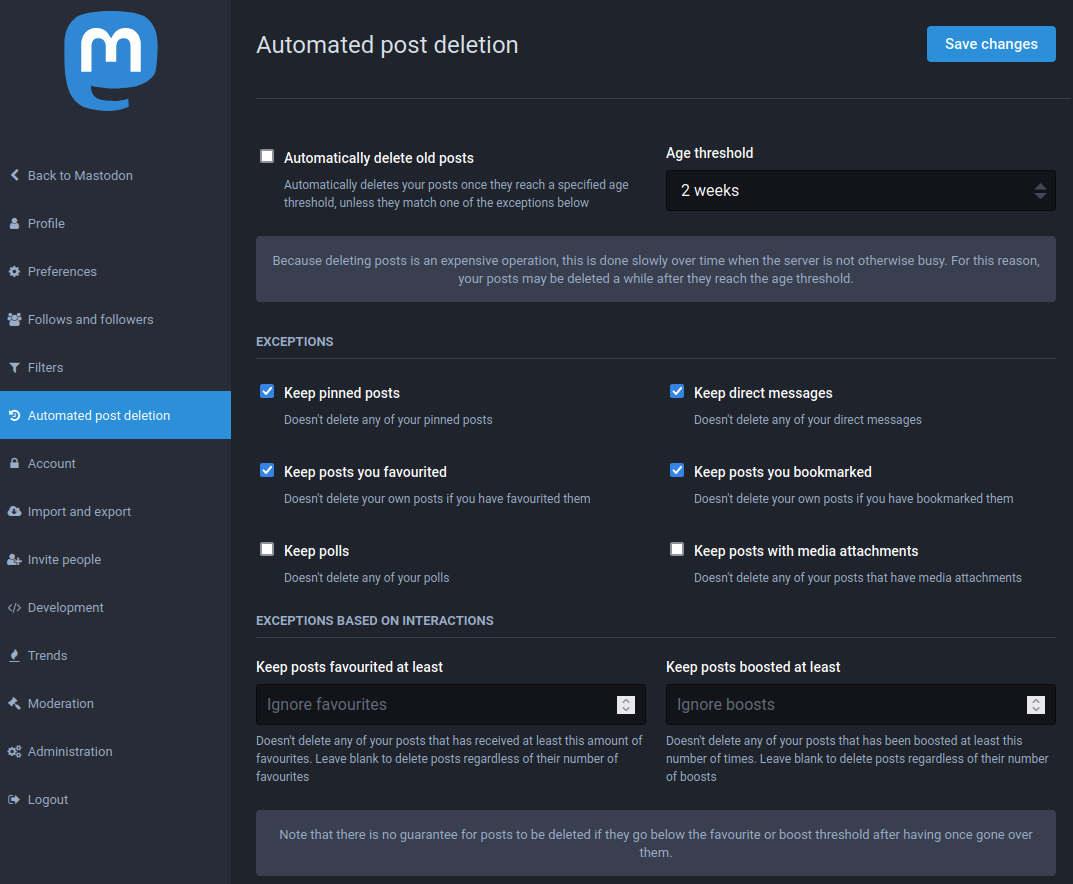 Back to Mastodon
Profile
Preferences
Follows and followers
Filters
Automated post deletion
Account
Import and export
Invite people
Development
Trends
Moderation
Administration
Logout
Automated post deletion
Save changes
Automatically delete old posts
Automatically deletes your posts once they reach a specified age
threshold, unless they match one of the exceptions below
Age threshold
2 weeks
Because deleting posts is an expensive operation, this is done slowly over time when the server is not otherwise busy. For this reason,
your posts may be deleted a while after they reach the age threshold.
EXCEPTIONS
Keep pinned posts
Doesn't delete any of your pinned posts
Keep direct messages
Doesn't delete any of your direct messages
Keep posts you favourited
Doesn't delete your own posts if you have favourited them
Keep posts you bookmarked
Doesn't delete your own posts if you have bookmarked them
Keep polls
Doesn't delete any of your polls
Keep posts with media attachments
Doesn't delete any of your posts that have media attachments
EXCEPTIONS BASED ON INTERACTIONS
Keep posts favourited at least
Ignore favourites
Doesn't delete any of your posts that has received at least this amount of
favourites. Leave blank to delete posts regardless of their number of
favourites
Keep posts boosted at least
Ignore boosts
Doesn't delete any of your posts that has been boosted at least this
number of times. Leave blank to delete posts regardless of their number
of boosts
Note that there is no guarantee for posts to be deleted if they go below the favourite or boost threshold after having once gone over
them.